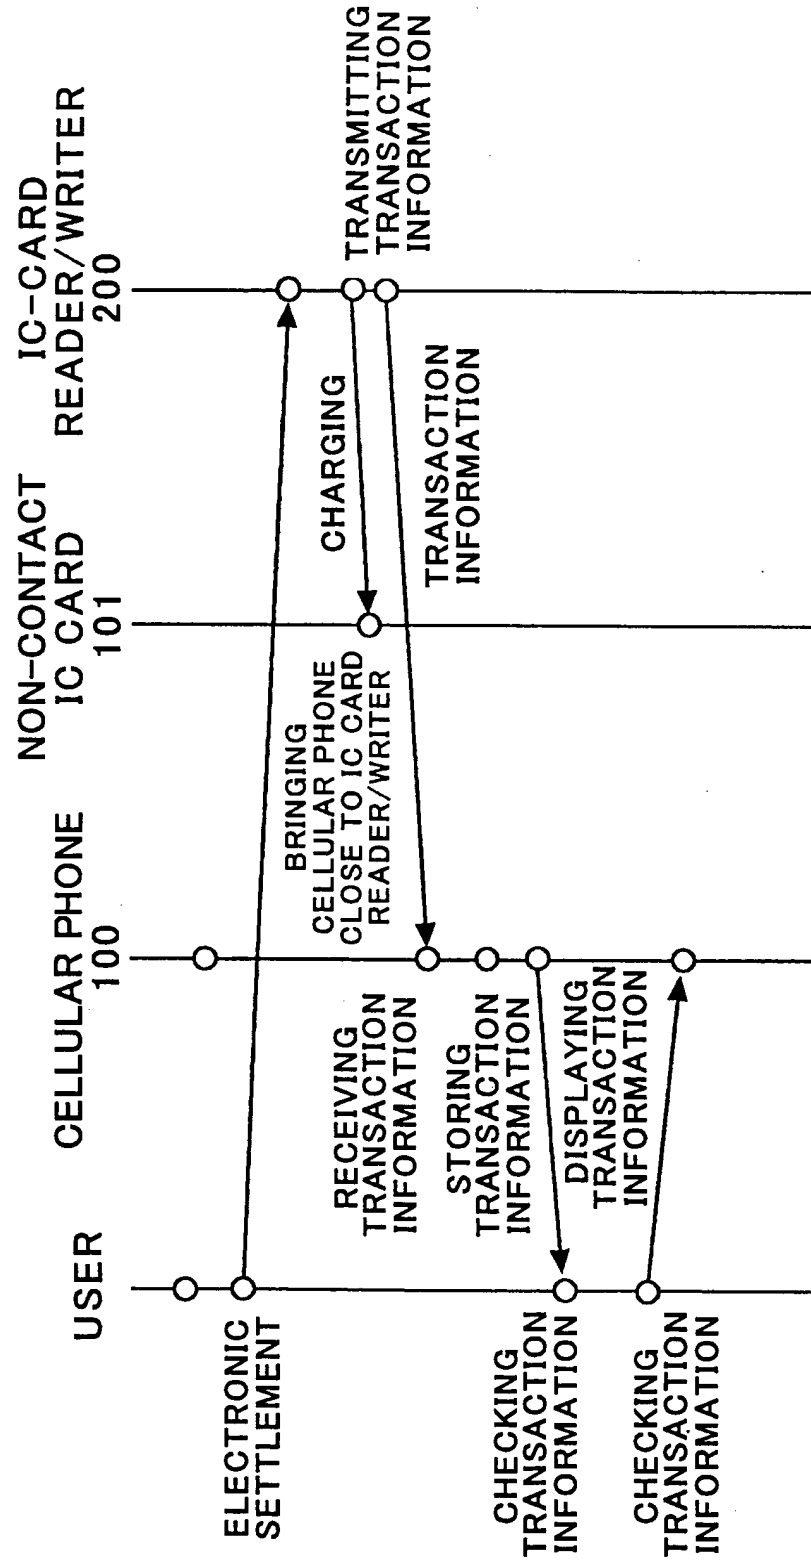 USER
CELLULAR PHONE
100
NON-CONTACT
IC CARD
101
IC-CARD
READER/WRITER
200
ELECTRONIC
SETTLEMENT
BRINGING
CELLULAR PHONE
CLOSE TO IC CARD
READER/WRITER
CHARGING
TRANSMITTING
TRANSACTION
INFORMATION
TRANSACTION
INFORMATION
RECEIVING
TRANSACTION
INFORMATION
STORING
TRANSACTION
INFORMATION
DISPLAYING
TRANSACTION
INFORMATION
CHECKING
TRANSACTION
INFORMATION
CHECKING
TRANSACTION
INFORMATION